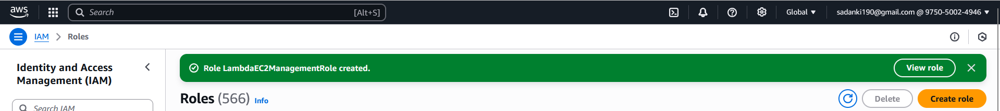 aws Search [Alt+S] Global sadanki190@gmail.com @ 9750-5002-4946
IAM Roles
Identity and Access
Management (IAM)
Search IAM
Role LambdaEC2ManagementRole created. View role
Roles (566) Info Delete Create role